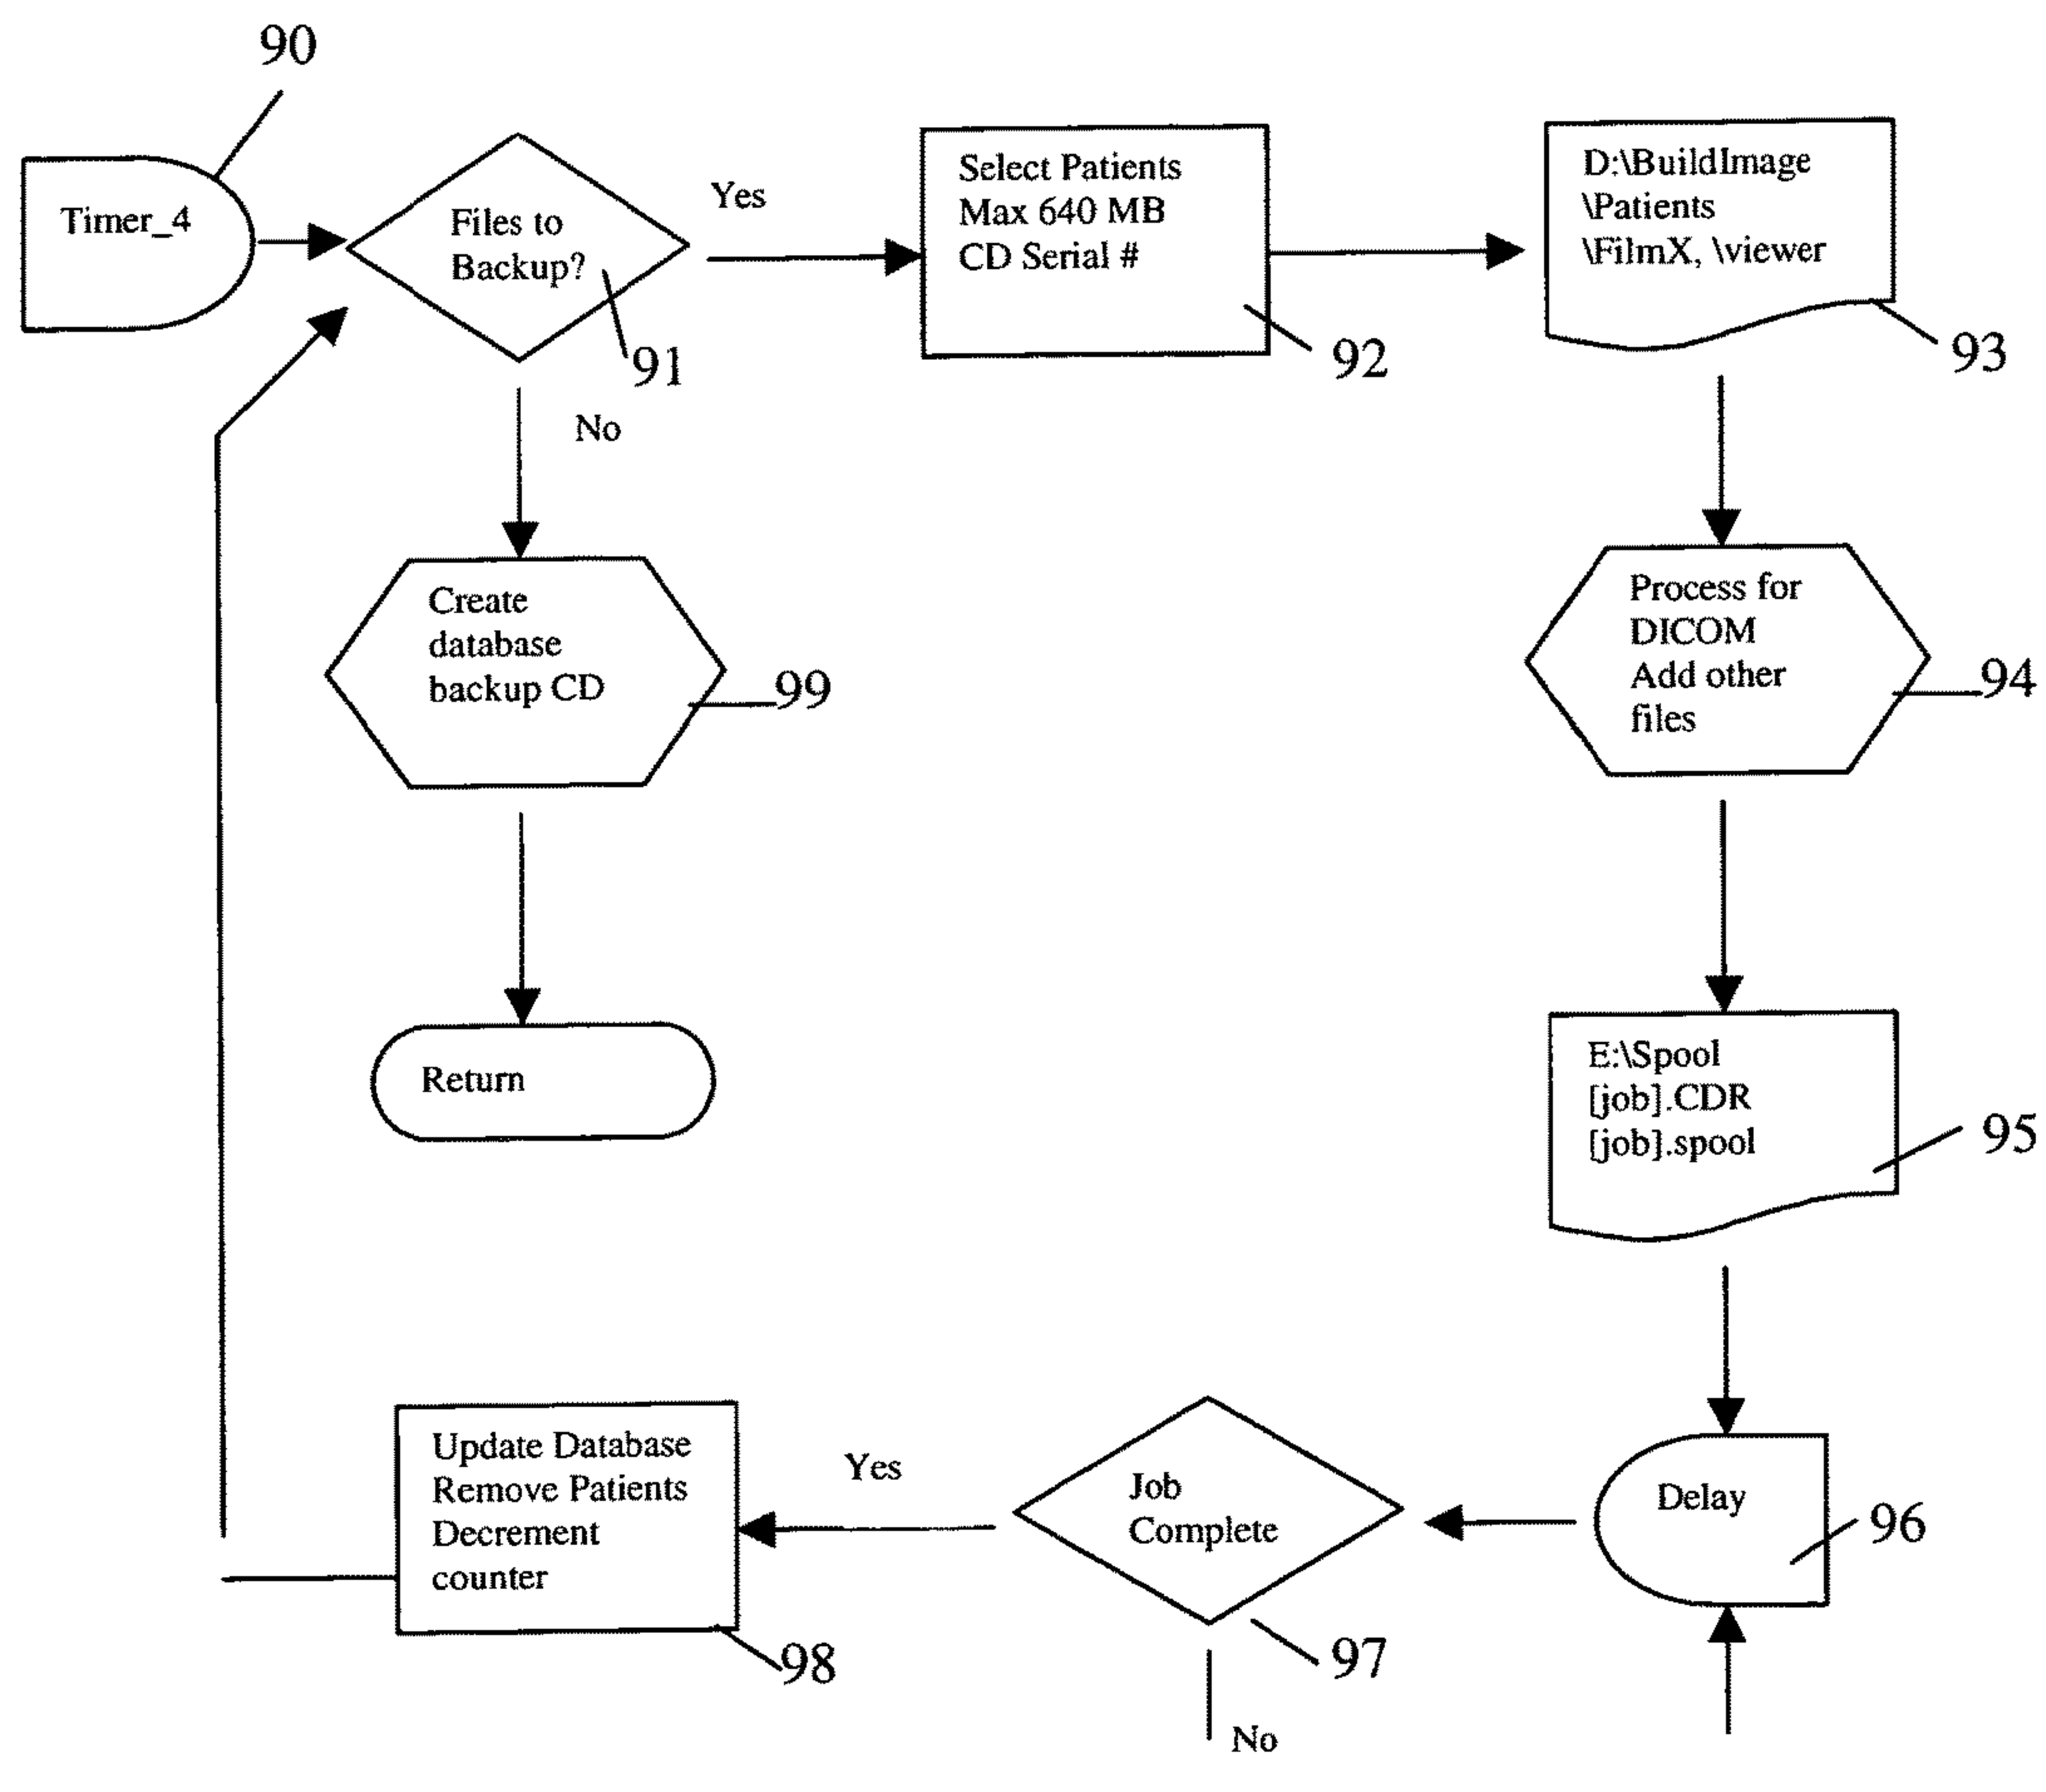 90
Timer_4
Files to
Backup?
91
Yes
Select Patients
Max 640 MB
CD Serial #
92
D:\BuildImage
\Patients
\FilmX, \viewer
93
No
Create
database
backup CD
99
Process for
DICOM
Add other
files
94
Return
E:\Spool
[job].CDR
[job].spool
95
Delay
96
Job
Complete
97
Yes
No
Update Database
Remove Patients
Decrement
counter
98